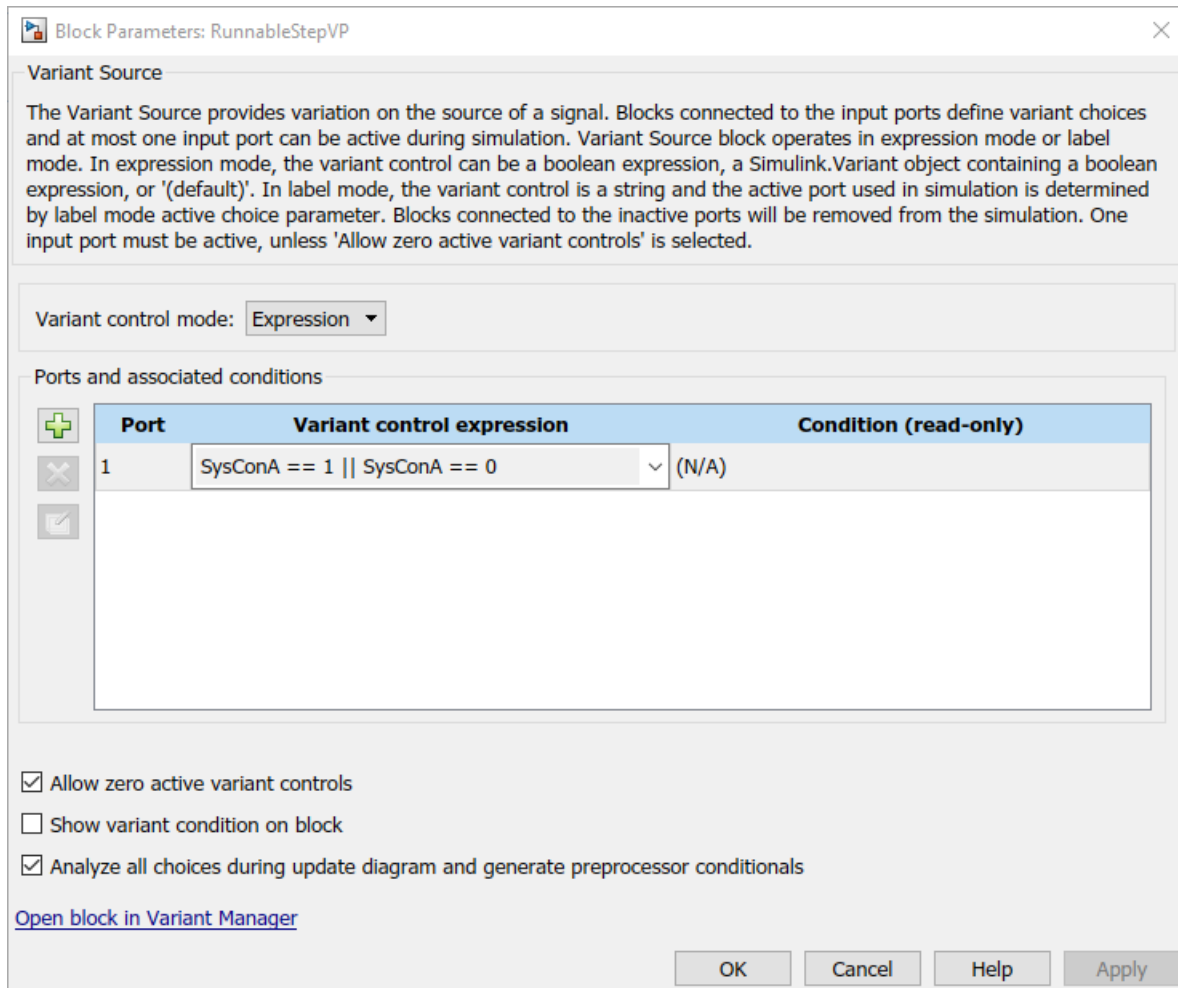 Block Parameters: RunnableStepVP
Variant Source
The Variant Source provides variation on the source of a signal. Blocks connected to the input ports define variant choices
and at most one input port can be active during simulation. Variant Source block operates in expression mode or label
mode. In expression mode, the variant control can be a boolean expression, a Simulink.Variant object containing a boolean
expression, or '(default)'. In label mode, the variant control is a string and the active port used in simulation is determined
by label mode active choice parameter. Blocks connected to the inactive ports will be removed from the simulation. One
input port must be active, unless 'Allow zero active variant controls' is selected.
Variant control mode: Expression
Ports and associated conditions
Port Variant control expression Condition (read-only)
1 SysConA == 1 || SysConA == 0 (N/A)
Allow zero active variant controls
Show variant condition on block
Analyze all choices during update diagram and generate preprocessor conditionals
Open block in Variant Manager
OK Cancel Help Apply